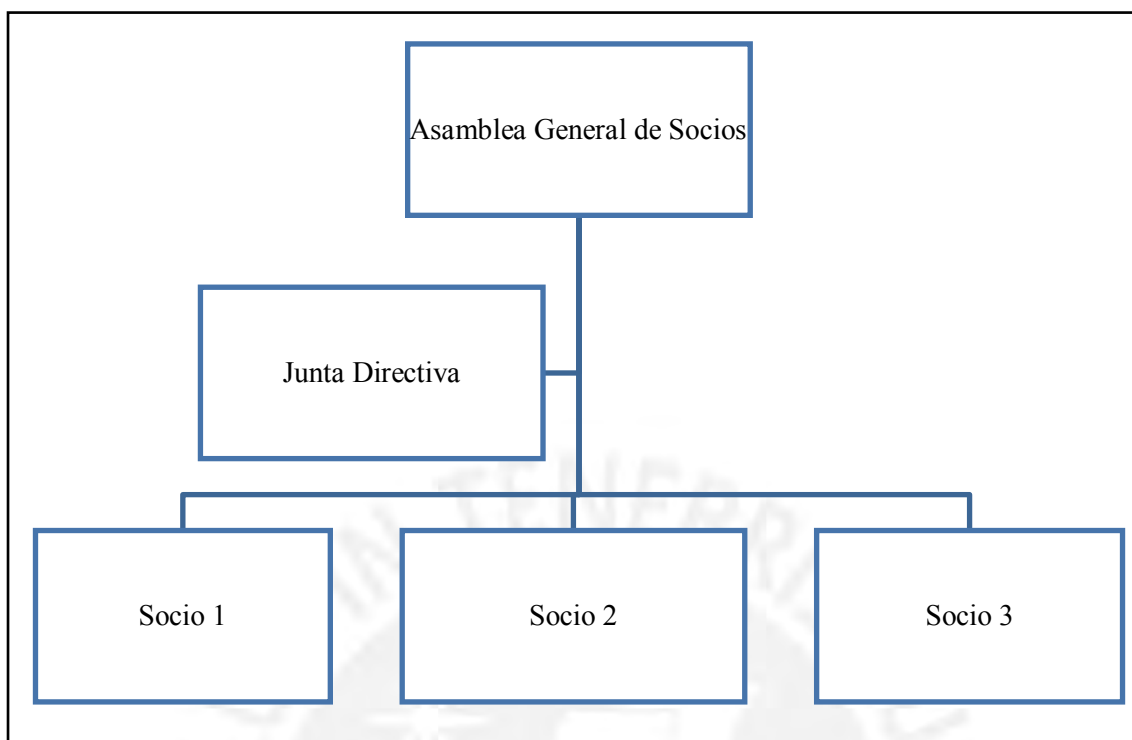 Asamblea General de Socios
Junta Directiva
Socio 1
Socio 2
Socio 3